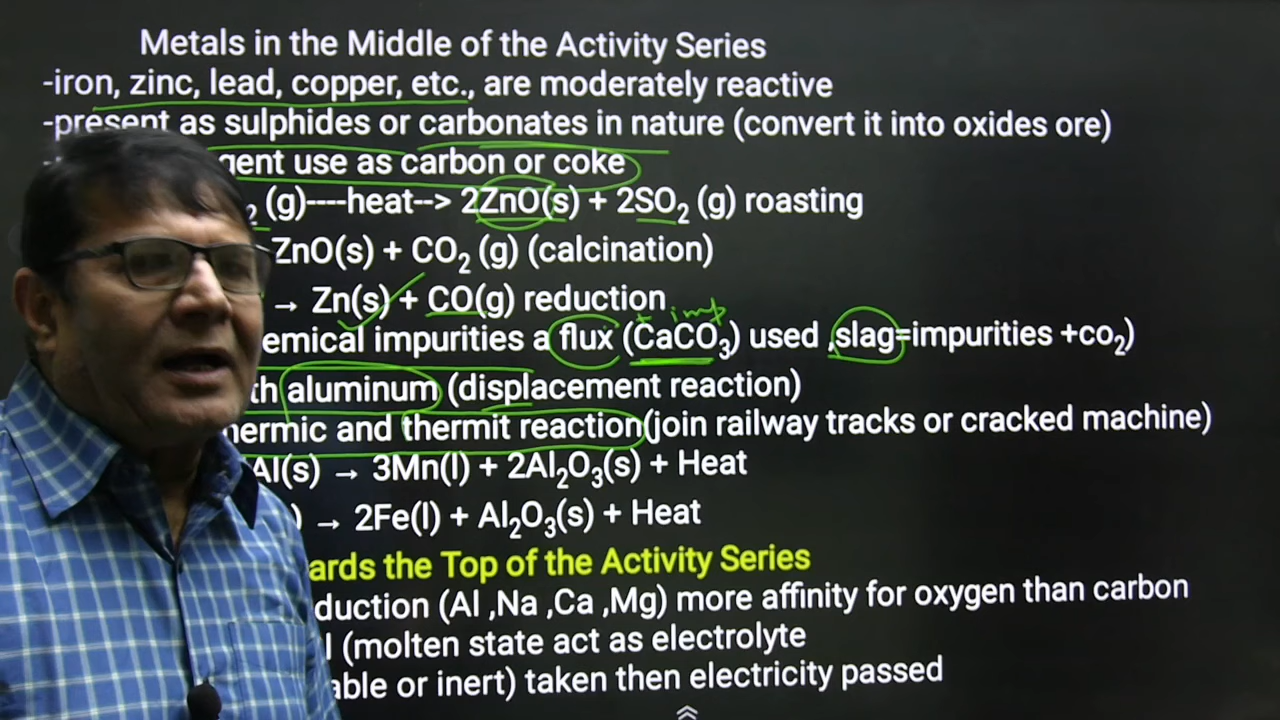 Metals in the Middle of the Activity Series
-iron, zinc, lead, copper, etc., are moderately reactive
-present as sulphides or carbonates in nature (convert it into oxides ore)
gent use as carbon or coke
2 (g)----heat--> 2ZnO(s) + 2SO2 (g) roasting
ZnO(s) + CO2 (g) (calcination)
→ Zn(s) + CO(g) reduction
+ imp
emical impurities a flux (CaCO3) used ,slag=impurities +co2)
th aluminum (displacement reaction)
hermic and thermit reaction(join railway tracks or cracked machine)
Al(s) → 3Mn(l) + 2Al2O3(s) + Heat
) → 2Fe(l) + Al2O3(s) + Heat
ards the Top of the Activity Series
duction (Al ,Na ,Ca ,Mg) more affinity for oxygen than carbon
l (molten state act as electrolyte
able or inert) taken then electricity passed